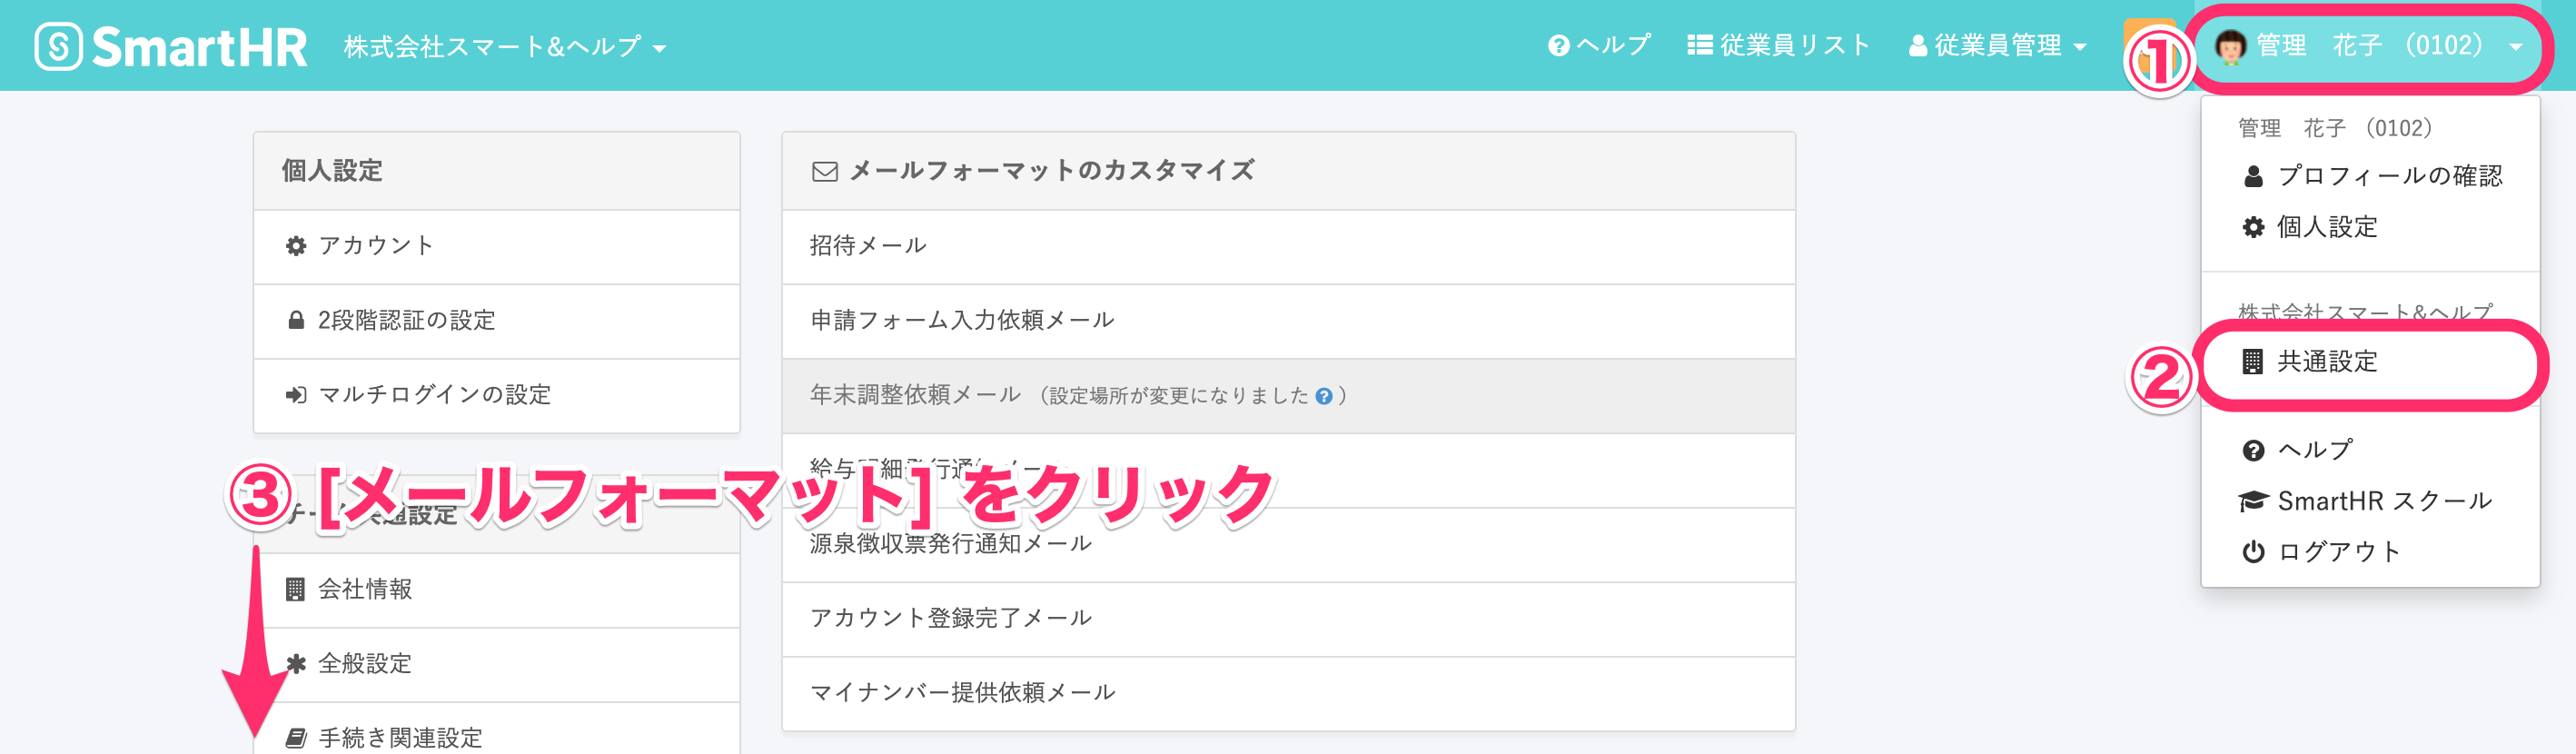 SmartHR 株式会社スマート&ヘルプ ヘルプ 従業員リスト 従業員管理 ① 管理 花子 (0102)
個人設定
アカウント
2段階認証の設定
マルチログインの設定
③ [メールフォーマット] をクリック
会社情報
全般設定
手続き関連設定
メールフォーマットのカスタマイズ
招待メール
申請フォーム入力依頼メール
年末調整依頼メール (設定場所が変更になりました ? )
源泉徴収票発行通知メール
アカウント登録完了メール
マイナンバー提供依頼メール
管理 花子 (0102)
プロフィールの確認
個人設定
株式会社スマート&ヘルプ
② 共通設定
ヘルプ
SmartHR スクール
ログアウト